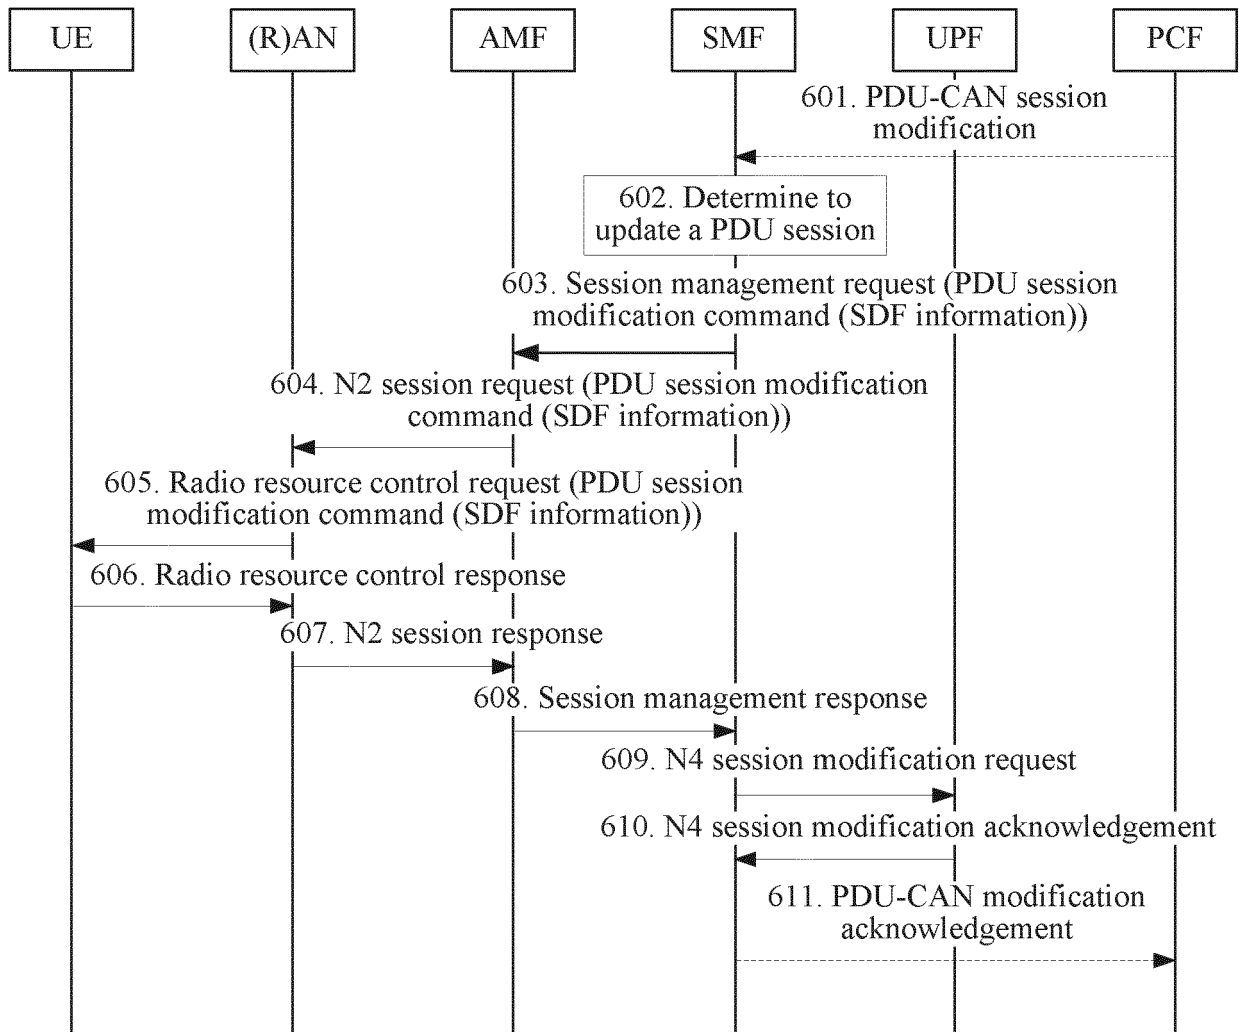 UE (R)AN AMF SMF UPF PCF
601. PDU-CAN session
modification
602. Determine to
update a PDU session
603. Session management request (PDU session
modification command (SDF information))
604. N2 session request (PDU session modification
command (SDF information))
605. Radio resource control request (PDU session
modification command (SDF information))
606. Radio resource control response
607. N2 session response
608. Session management response
609. N4 session modification request
610. N4 session modification acknowledgement
611. PDU-CAN modification
acknowledgement